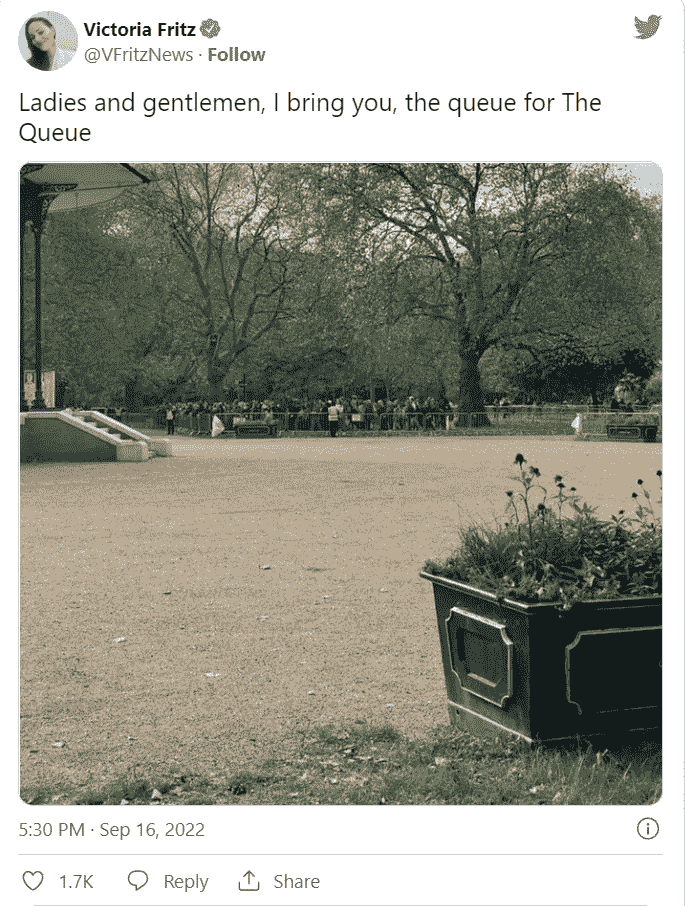 Victoria Fritz
@VFritzNews · Follow
Ladies and gentlemen, I bring you, the queue for The
Queue
5:30 PM · Sep 16, 2022
1.7K Reply Share